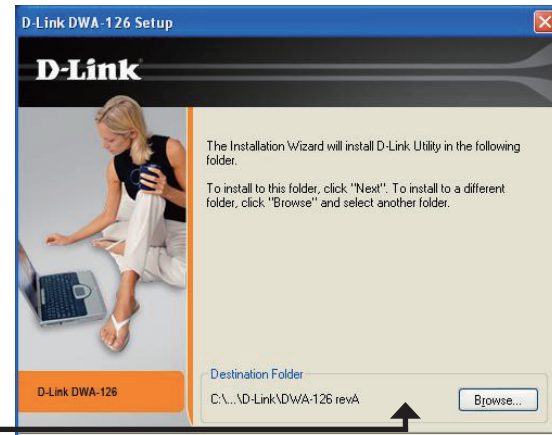 D-Link DWA-126 Setup
D-Link
The Installation Wizard will install D-Link Utility in the following
folder.
To install to this folder, click "Next". To install to a different
folder, click "Browse" and select another folder.
Destination Folder
C:\...\D-Link\DWA-126 revA
Browse...
D-Link DWA-126